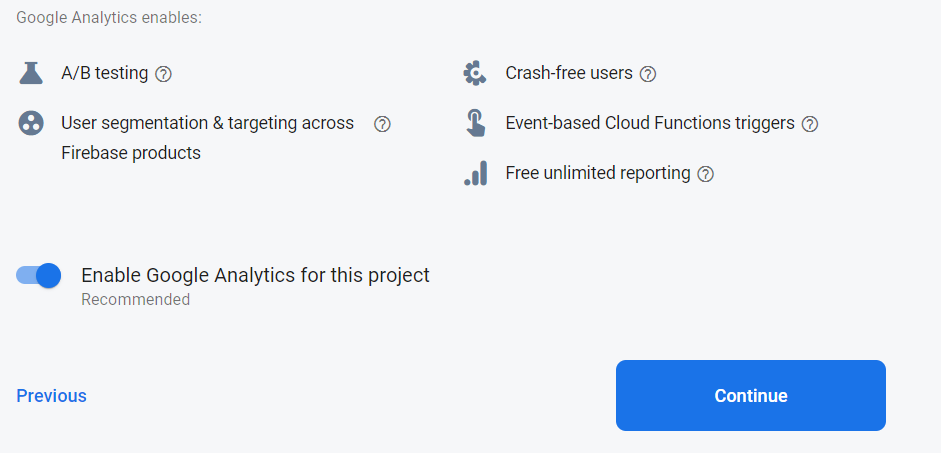 Google Analytics enables:
A/B testing
Crash-free users
User segmentation & targeting across
Firebase products
Event-based Cloud Functions triggers
Free unlimited reporting
Enable Google Analytics for this project
Recommended
Previous
Continue